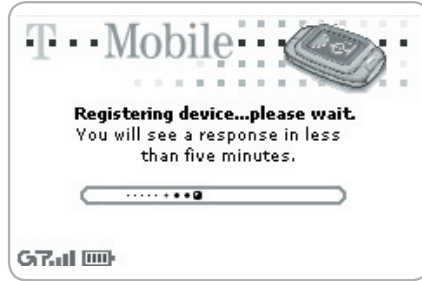 T Mobile
Registering device...please wait.
You will see a response in less
than five minutes.
G